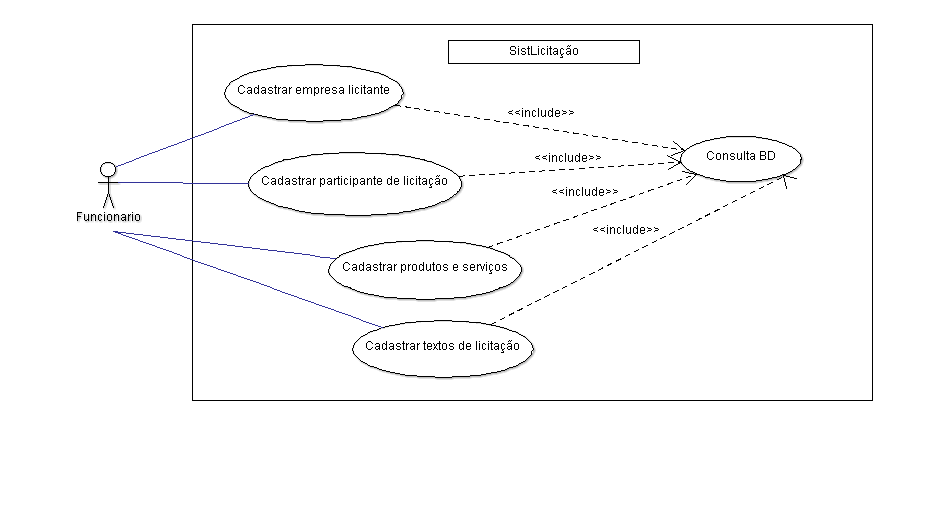 SistLicitação
Cadastrar empresa licitante
<<include>>
Consulta BD
<<include>>
Cadastrar participante de licitação
<<include>>
Funcionario
<<include>>
Cadastrar produtos e serviços
Cadastrar textos de licitação